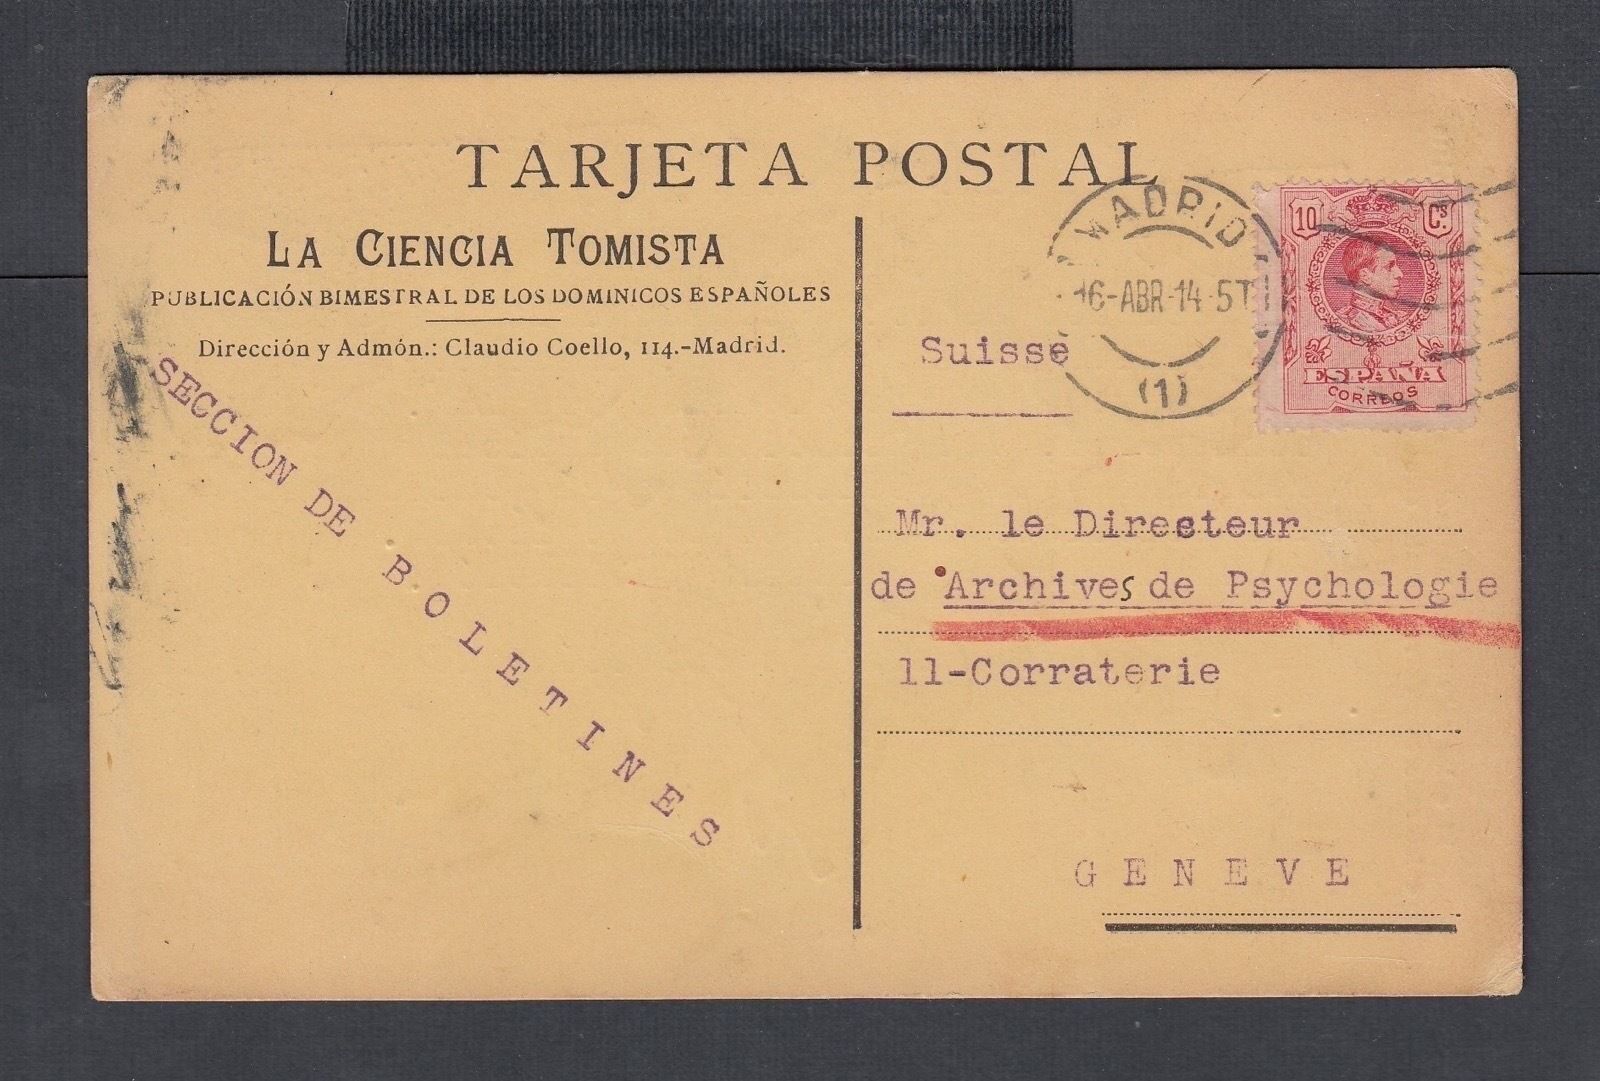 TARJETA POSTAL
LA CIENCIA TOMISTA
PUBLICACIÓN BIMESTRAL DE LOS DOMINICOS ESPAÑOLES
Dirección y Admón.: Claudio Coello, 114.-Madrid.
SECCION DE BOLETINES
MADRID
16-ABR-14-5T
(1)
10 Cs.
ESPAÑA
CORREOS
Suisse
Mr. le Directeur
de Archives de Psychologie
11-Corraterie
GENEVE